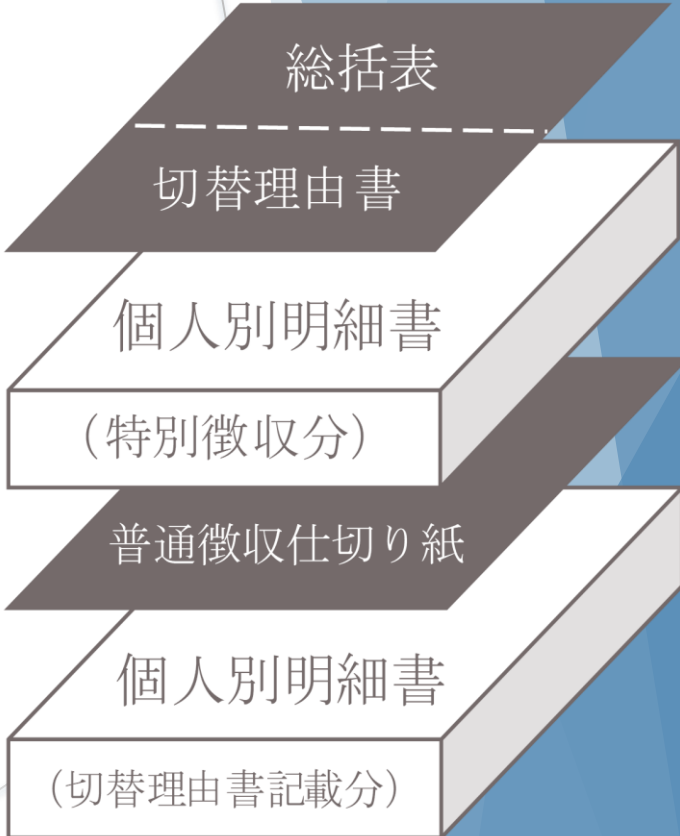 総括表
切替理由書
個人別明細書
（特別徴収分）
普通徴収仕切り紙
個人別明細書
（切替理由書記載分）